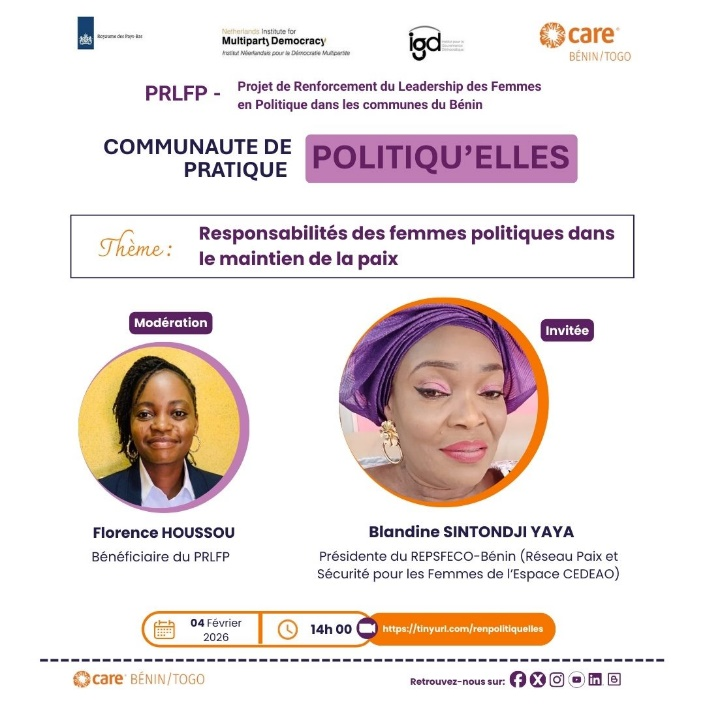 Royaume des Pays-Bas
Netherlands Institute for
Multiparty Democracy
Institut Néerlandais pour la Démocratie Multipartite
igd
care
BÉNIN/TOGO
PRLFP - Projet de Renforcement du Leadership des Femmes
en Politique dans les communes du Bénin
COMMUNAUTE DE
PRATIQUE
POLITIQU'ELLES
Thème :
Responsabilités des femmes politiques dans
le maintien de la paix
Modération
Invitée
Florence HOUSSOU
Bénéficiaire du PRLFP
Blandine SINTONDJI YAYA
Présidente du REPSFECO-Bénin (Réseau Paix et
Sécurité pour les Femmes de l'Espace CEDEAO)
04 Février
2026
14h 00
https://tinyurl.com/renpolitiquelles
care BÉNIN/TOGO
Retrouvez-nous sur: